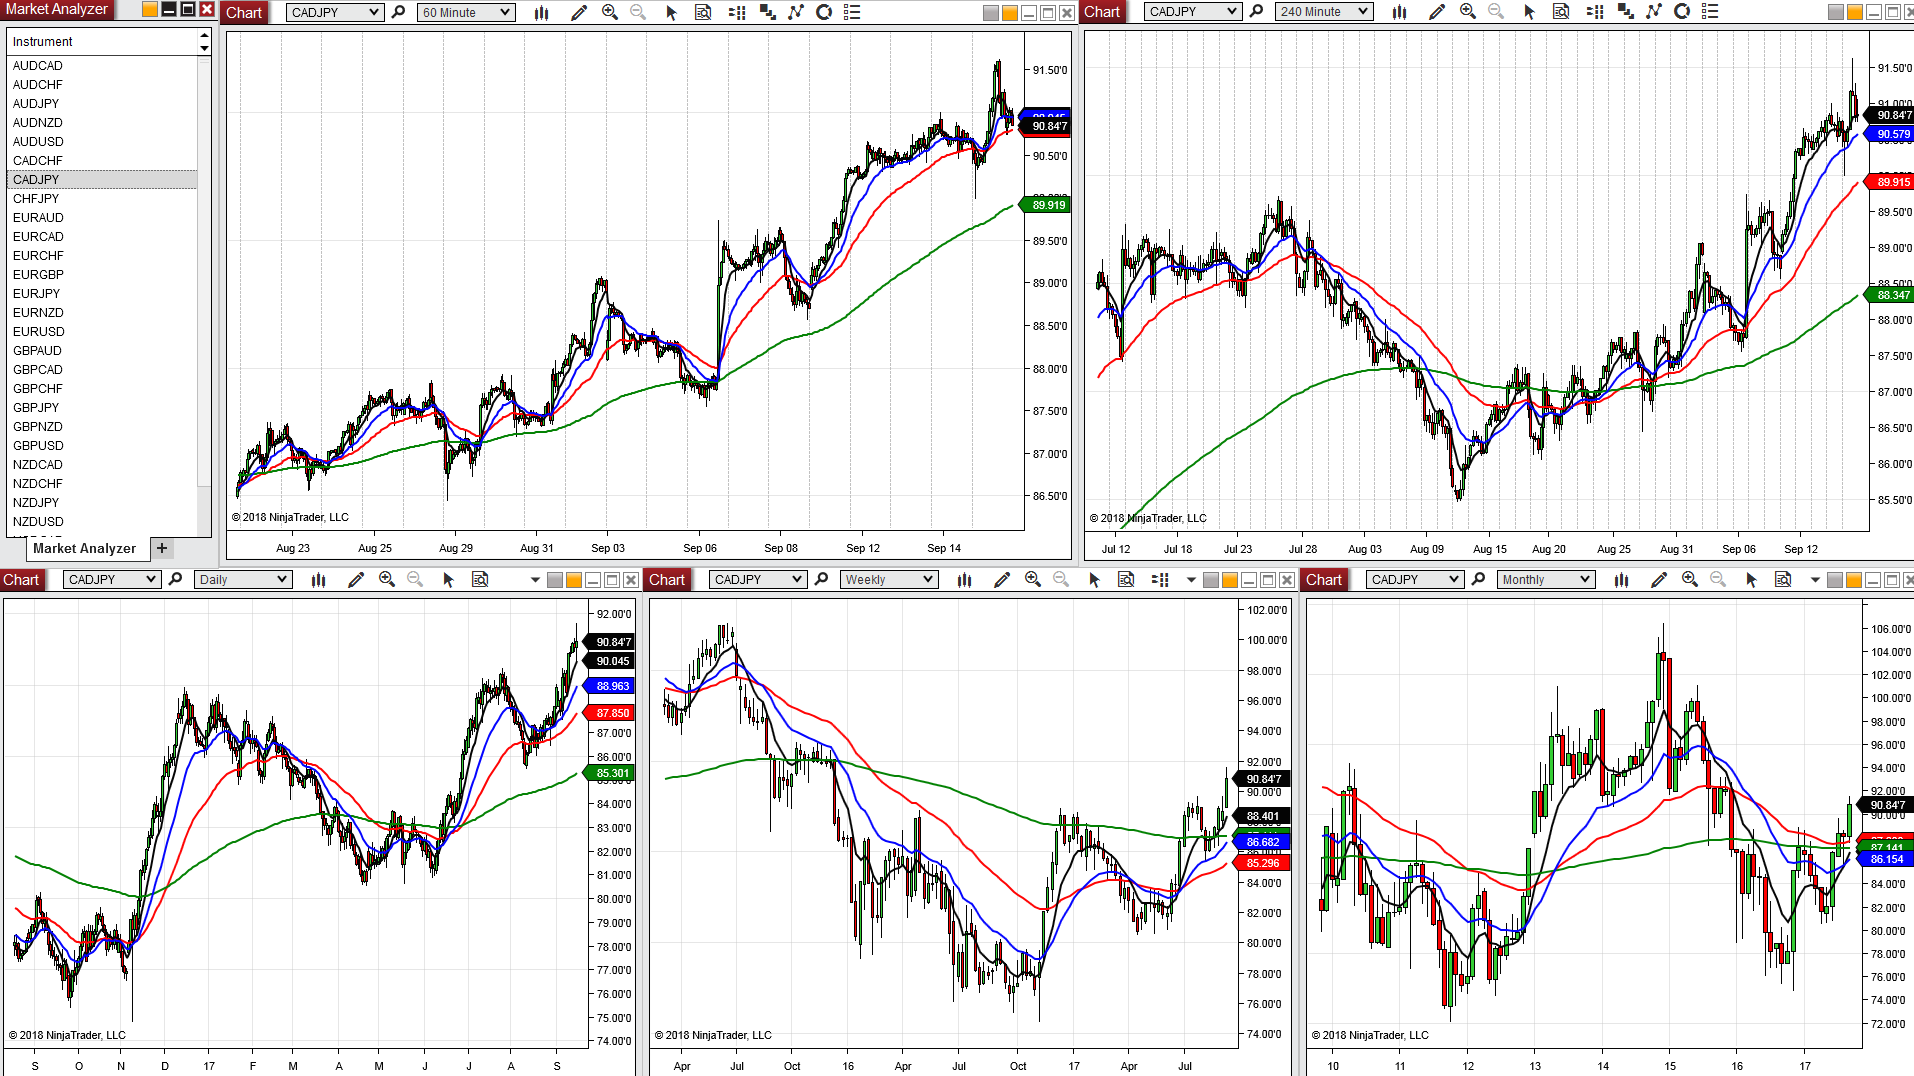 Market Analyzer
Instrument
AUDCAD
AUDCHF
AUDJPY
AUDNZD
AUDUSD
CADCHF
CADJPY
CHFJPY
EURAUD
EURCAD
EURCHF
EURGBP
EURJPY
EURNZD
EURUSD
GBPAUD
GBPCAD
GBPCHF
GBPJPY
GBPNZD
GBPUSD
NZDCAD
NZDCHF
NZDJPY
NZDUSD
Market Analyzer +
Chart CADJPY 60 Minute
91.50'0
90.84'7
90.50'0
89.919
89.50'0
89.00'0
88.50'0
88.00'0
87.50'0
87.00'0
86.50'0
© 2018 NinjaTrader, LLC
Aug 23 Aug 25 Aug 29 Aug 31 Sep 03 Sep 06 Sep 08 Sep 12 Sep 14
Chart CADJPY 240 Minute
91.50'0
91.00'0
90.84'7
90.579
89.915
89.50'0
89.00'0
88.50'0
88.347
88.00'0
87.50'0
87.00'0
86.50'0
86.00'0
85.50'0
© 2018 NinjaTrader, LLC
Jul 12 Jul 18 Jul 23 Jul 28 Aug 03 Aug 09 Aug 15 Aug 20 Aug 25 Aug 31 Sep 06 Sep 12
Chart CADJPY Daily
92.00'0
90.84'7
90.045
88.963
87.850
87.00'0
86.00'0
85.301
84.00'0
83.00'0
82.00'0
81.00'0
80.00'0
79.00'0
78.00'0
77.00'0
76.00'0
75.00'0
74.00'0
© 2018 NinjaTrader, LLC
S O N D 17 F M A M J J A S
Chart CADJPY Weekly
102.00'0
100.00'0
98.00'0
96.00'0
94.00'0
92.00'0
90.84'7
90.00'0
88.401
86.682
85.296
84.00'0
82.00'0
80.00'0
78.00'0
76.00'0
74.00'0
© 2018 NinjaTrader, LLC
Apr Jul Oct 16 Apr Jul Oct 17 Apr Jul
Chart CADJPY Monthly
106.00'0
104.00'0
102.00'0
100.00'0
98.00'0
96.00'0
94.00'0
92.00'0
90.84'7
90.00'0
87.141
86.154
84.00'0
82.00'0
80.00'0
78.00'0
76.00'0
74.00'0
72.00'0
© 2018 NinjaTrader, LLC
10 11 12 13 14 15 16 17